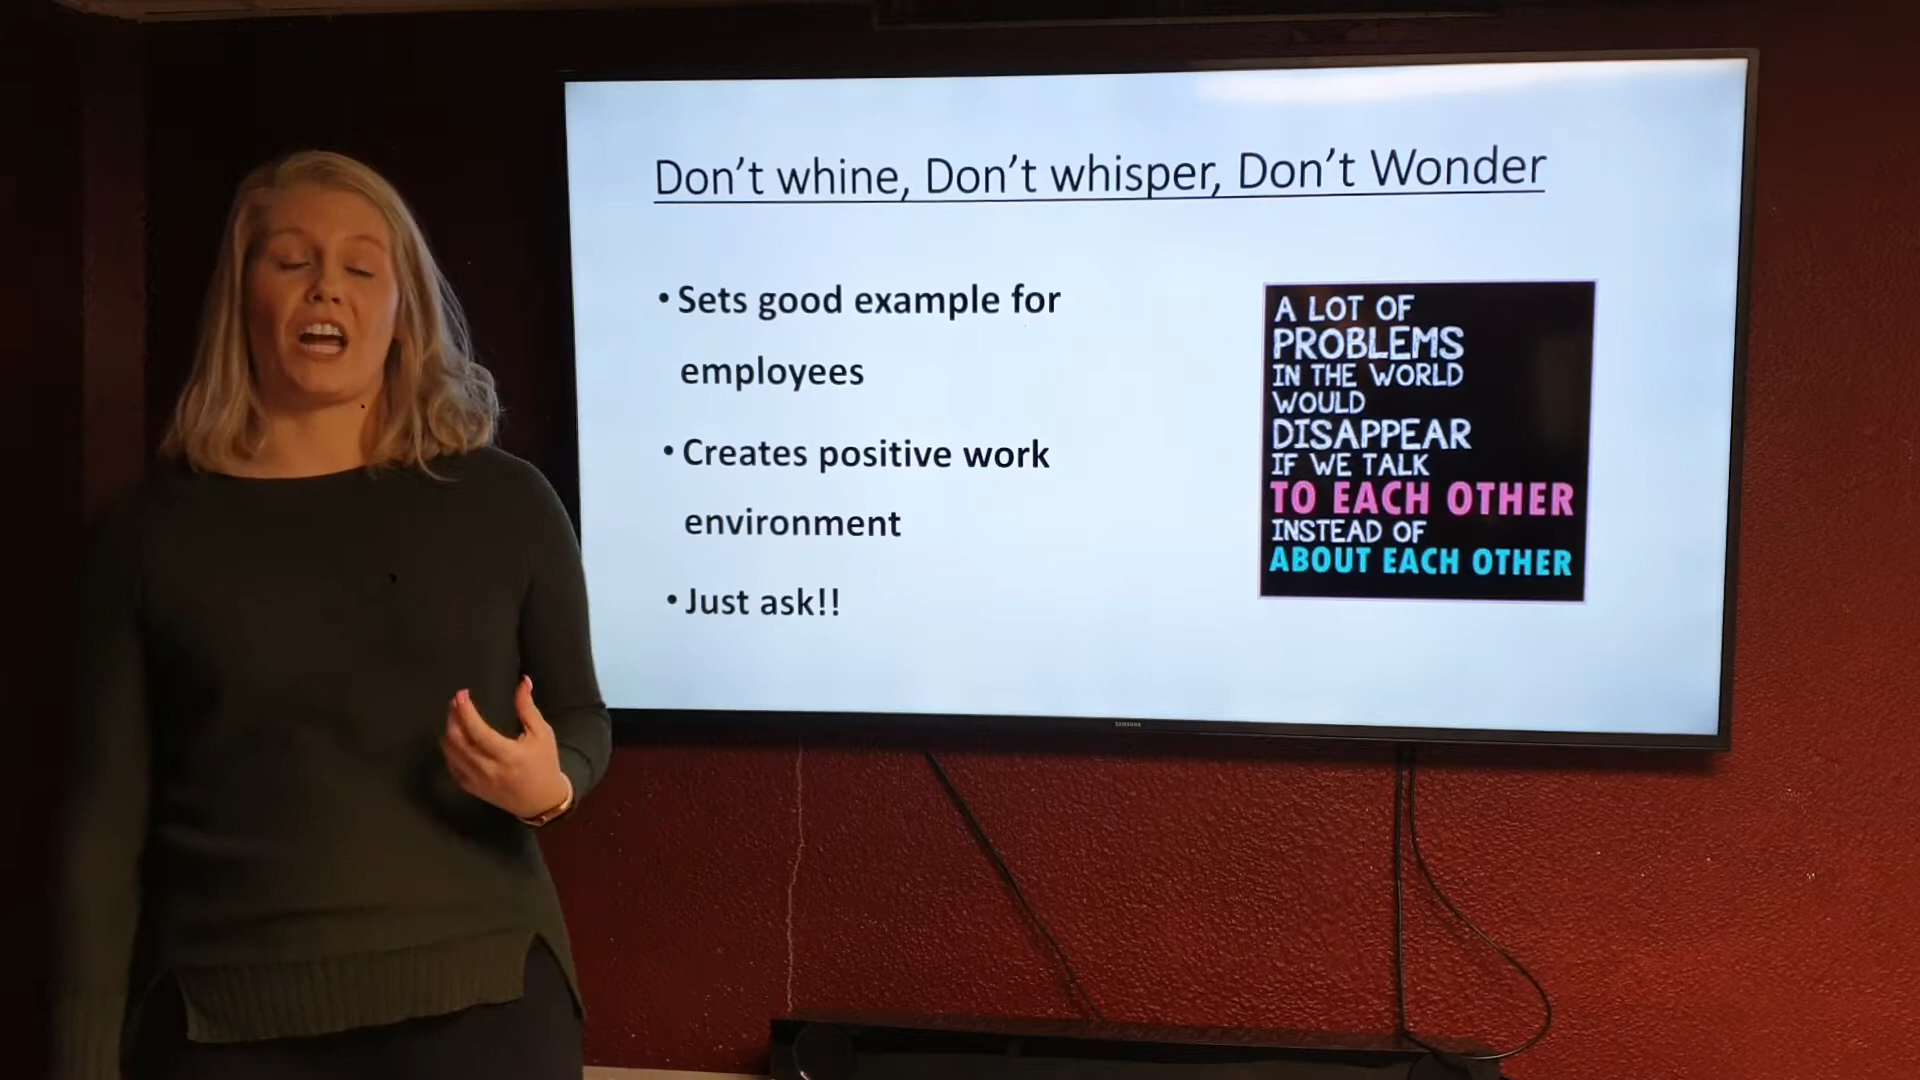 Don't whine, Don't whisper, Don't Wonder
• Sets good example for
employees
• Creates positive work
environment
• Just ask!!
A LOT OF
PROBLEMS
IN THE WORLD
WOULD
DISAPPEAR
IF WE TALK
TO EACH OTHER
INSTEAD OF
ABOUT EACH OTHER
SAMSUNG